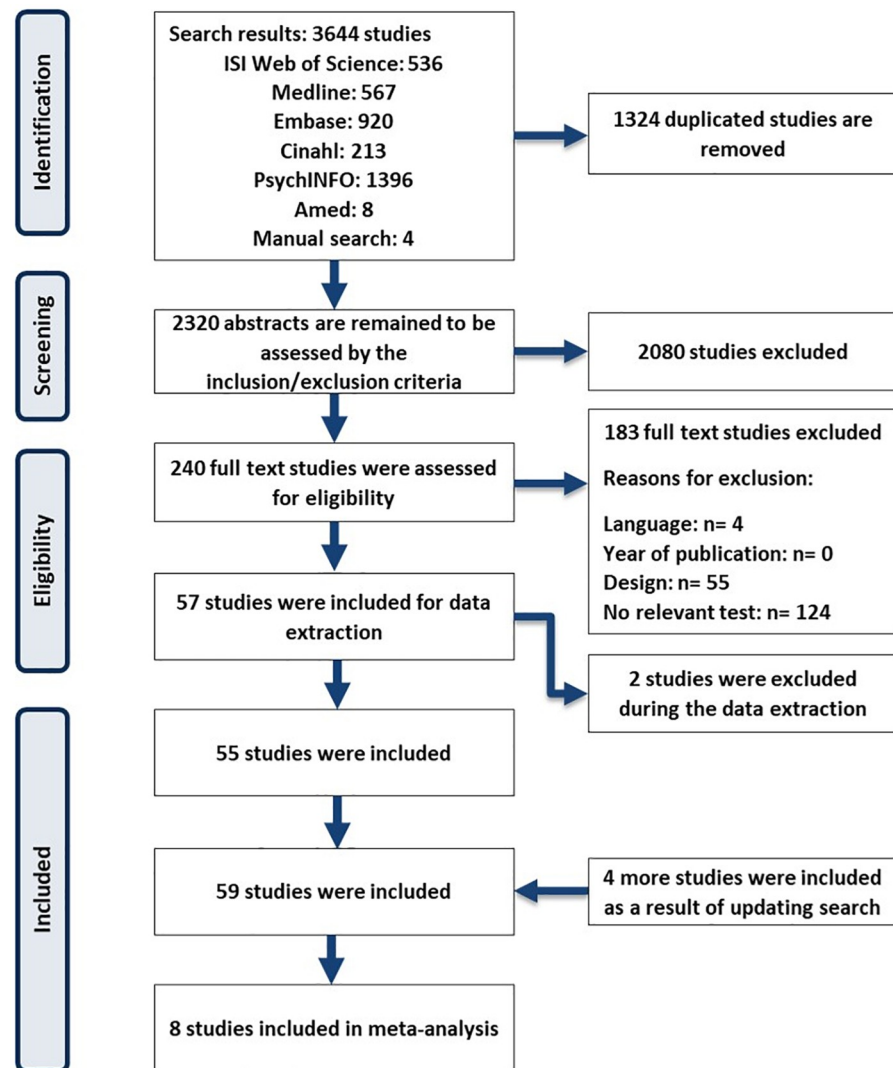 Identification
Search results: 3644 studies
ISI Web of Science: 536
Medline: 567
Embase: 920
Cinahl: 213
PsychINFO: 1396
Amed: 8
Manual search: 4
1324 duplicated studies are
removed
Screening
2320 abstracts are remained to be
assessed by the
inclusion/exclusion criteria
2080 studies excluded
Eligibility
240 full text studies were assessed
for eligibility
183 full text studies excluded
Reasons for exclusion:
Language: n= 4
Year of publication: n= 0
Design: n= 55
No relevant test: n= 124
57 studies were included for data
extraction
2 studies were excluded
during the data extraction
Included
55 studies were included
59 studies were included
4 more studies were included
as a result of updating search
8 studies included in meta-analysis